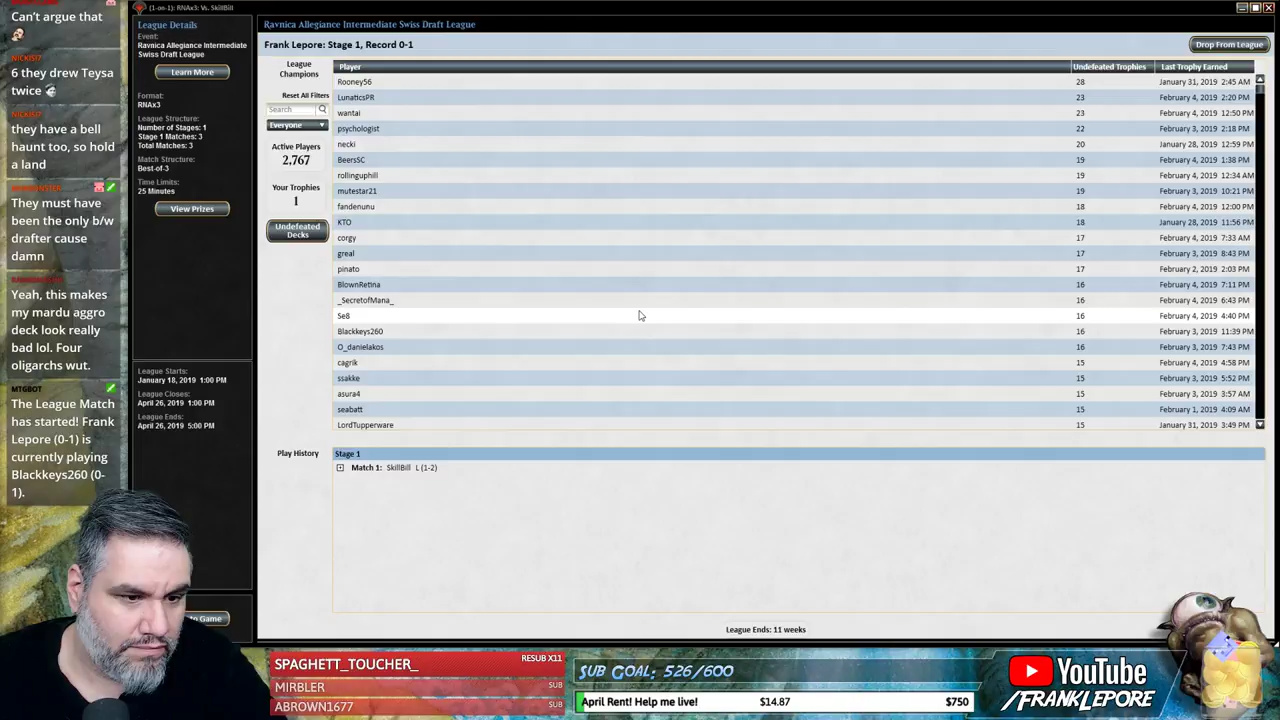 Can't argue that
NICKI5!?
6 they drew Teysa
twice
NICKI5!?
they have a bell
haunt too, so hold
a land
They must have
been the only b/w
drafter cause
damn
Yeah, this makes
my mardu aggro
deck look really
bad lol. Four
oligarchs wut.
MTGBOT
The League Match
has started! Frank
Lepore (0-1) is
currently playing
Blackkeys260 (0-
1).
(1-on-1): RNAx3: Vs. SkillBill
League Details
Event:
Ravnica Allegiance Intermediate
Swiss Draft League
Learn More
Format:
RNAx3
League Structure:
Number of Stages: 1
Stage 1 Matches: 3
Total Matches: 3
Match Structure:
Best-of-3
Time Limits:
25 Minutes
View Prizes
League Starts:
January 18, 2019 1:00 PM
League Closes:
April 26, 2019 1:00 PM
League Ends:
April 26, 2019 5:00 PM
to Game
Ravnica Allegiance Intermediate Swiss Draft League
Frank Lepore: Stage 1, Record 0-1
Drop From League
League
Champions
Reset All Filters
Search
Everyone
Active Players
2,767
Your Trophies
1
Undefeated
Decks
Player Undefeated Trophies Last Trophy Earned
Rooney56 28 January 31, 2019 2:45 AM
LunaticsPR 23 February 4, 2019 2:20 PM
wantai 23 February 4, 2019 12:50 PM
psychologist 22 February 3, 2019 2:18 PM
necki 20 January 28, 2019 12:59 PM
BeersSC 19 February 4, 2019 1:38 PM
rollinguphill 19 February 4, 2019 12:34 AM
mutestar21 19 February 3, 2019 10:21 PM
fandenunu 18 February 4, 2019 12:00 PM
KTO 18 January 28, 2019 11:56 PM
corgy 17 February 4, 2019 7:33 AM
greal 17 February 3, 2019 8:43 PM
pinato 17 February 2, 2019 2:03 PM
BlownRetina 16 February 4, 2019 7:11 PM
_SecretofMana_ 16 February 4, 2019 6:43 PM
Se8 16 February 4, 2019 4:40 PM
Blackkeys260 16 February 3, 2019 11:39 PM
O_danielakos 16 February 3, 2019 7:43 PM
cagrik 15 February 4, 2019 4:58 PM
ssakke 15 February 3, 2019 5:52 PM
asura4 15 February 3, 2019 3:57 AM
seabatt 15 February 1, 2019 4:09 AM
LordTupperware 15 January 31, 2019 3:49 PM
Play History
Stage 1
Match 1: SkillBill L (1-2)
League Ends: 11 weeks
SPAGHETT_TOUCHER_ RESUB X11
MIRBLER SUB
ABROWN1677 SUB
SUB GOAL: 526/600
April Rent! Help me live! $14.87 $750
YouTube
/FRANKLEPORE